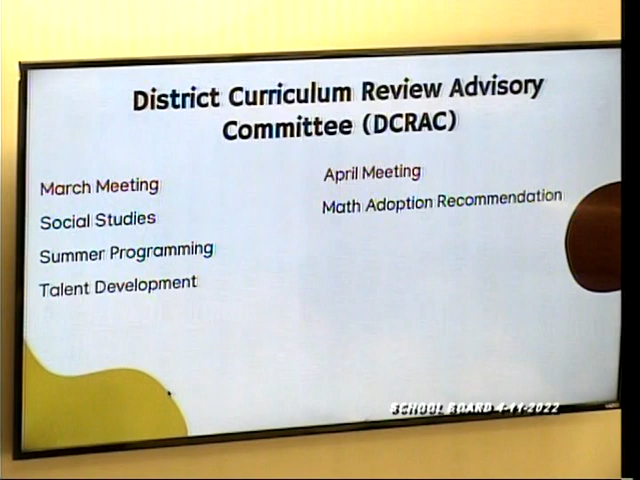 District Curriculum Review Advisory
Committee (DCRAC)
March Meeting
Social Studies
Summer Programming
Talent Development
April Meeting
Math Adoption Recommendation
SCHOOL BOARD 4-11-2022